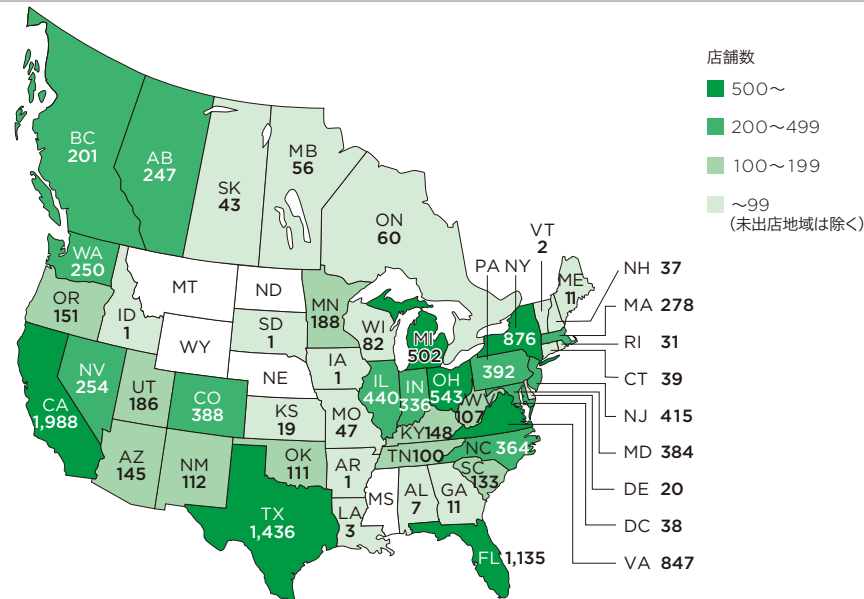 店舗数
500～
200～499
100～199
～99
(未出店地域は除く)
BC
201
AB
247
SK
43
MB
56
ON
60
WA
250
OR
151
ID
1
MT
ND
MN
188
SD
1
WI
82
MI
502
WY
NE
IA
1
CA
1,988
NV
254
UT
186
CO
388
KS
19
MO
47
IL
440
IN
336
OH
543
WV
107
KY148
TN100
NC 364
SC
133
AZ
145
NM
112
OK
111
AR
1
MS
AL
7
GA
11
LA
3
TX
1,436
FL 1,135
PA
392
NY
876
VT
2
ME
11
NH 37
MA 278
RI 31
CT 39
NJ 415
MD 384
DE 20
DC 38
VA 847